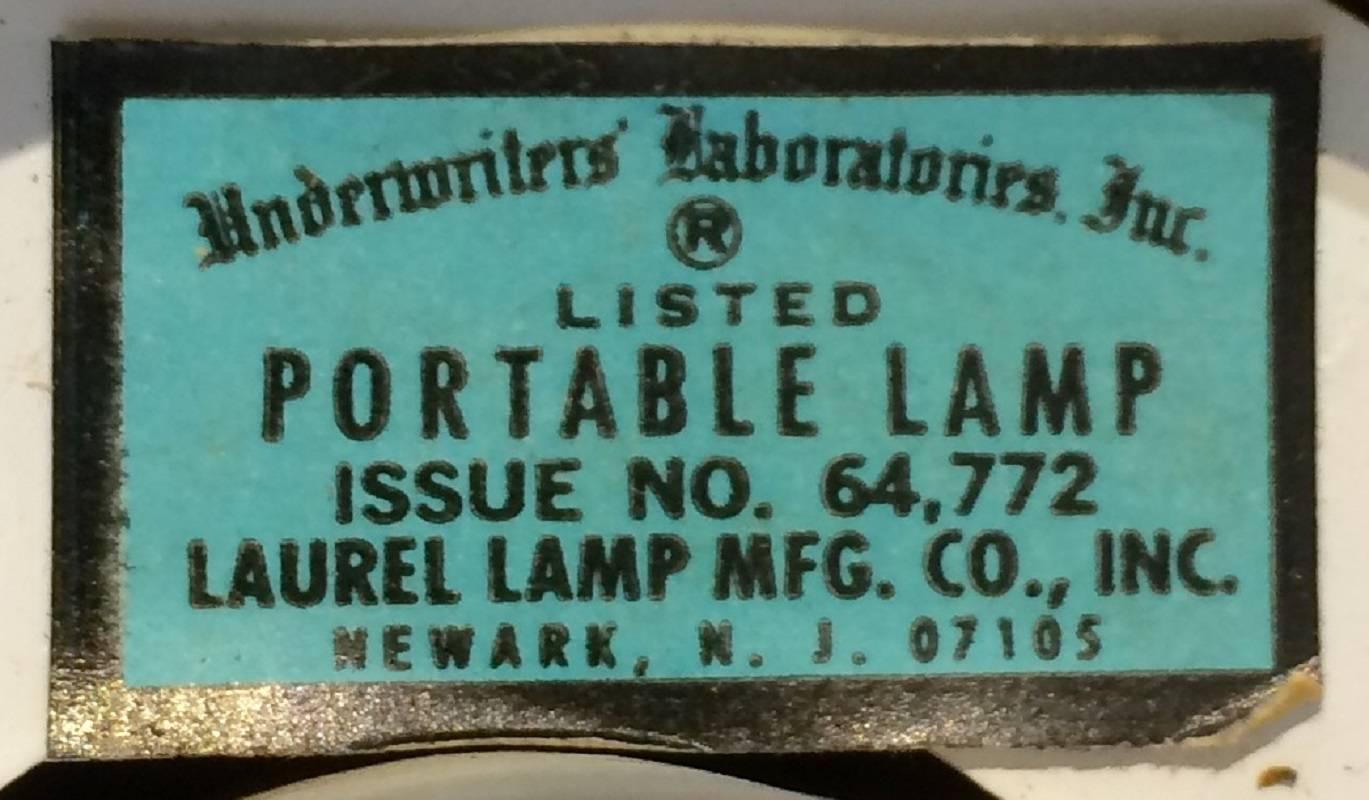 Underwriters' Laboratories, Inc.
®
LISTED
PORTABLE LAMP
ISSUE NO. 64,772
LAUREL LAMP MFG. CO., INC.
NEWARK, N. J. 07105